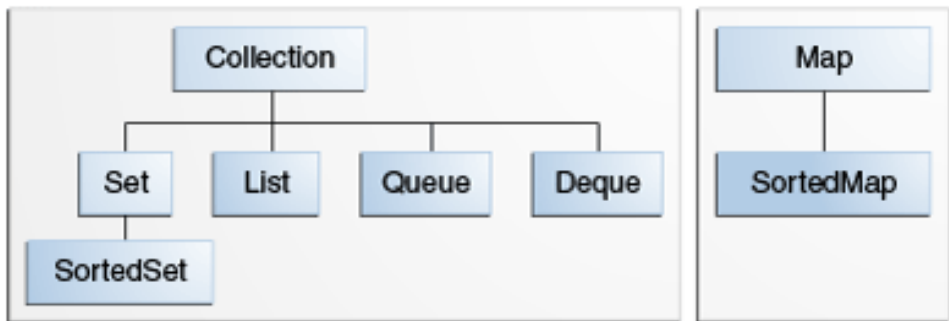 Collection
Map
Set
List
Queue
Deque
SortedMap
SortedSet